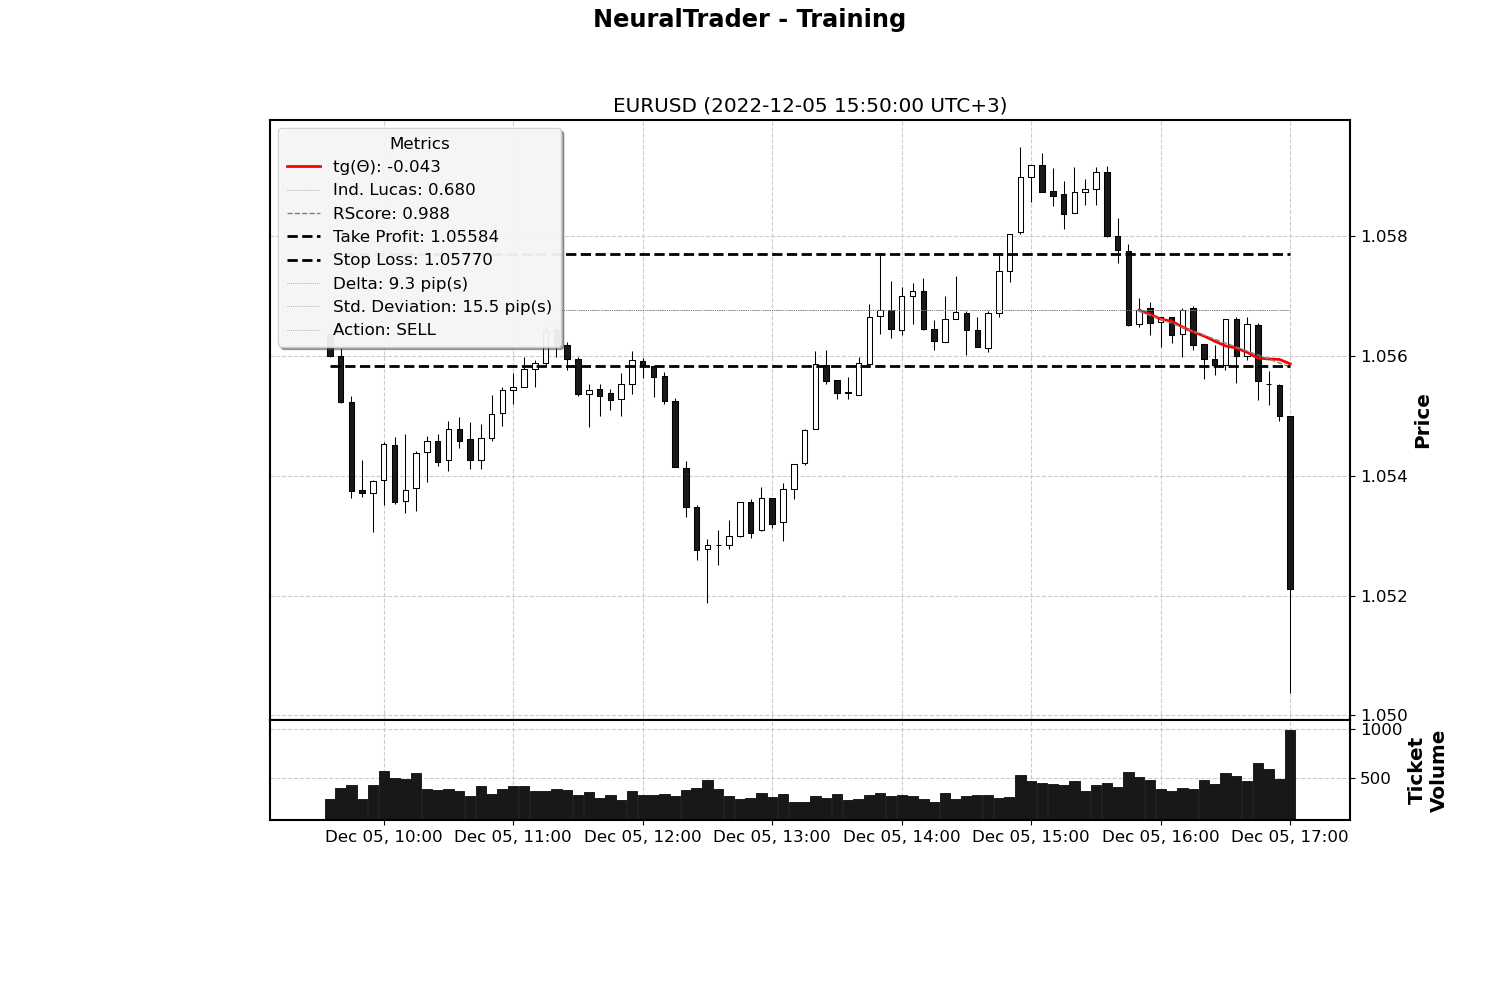 NeuralTrader - Training
EURUSD (2022-12-05 15:50:00 UTC+3)
Metrics
tg(Θ): -0.043
Ind. Lucas: 0.680
RScore: 0.988
Take Profit: 1.05584
Stop Loss: 1.05770
Delta: 9.3 pip(s)
Std. Deviation: 15.5 pip(s)
Action: SELL
1.058
1.056
1.054
1.052
1.050
Price
1000
500
Ticket
Volume
Dec 05, 10:00 Dec 05, 11:00 Dec 05, 12:00 Dec 05, 13:00 Dec 05, 14:00 Dec 05, 15:00 Dec 05, 16:00 Dec 05, 17:00